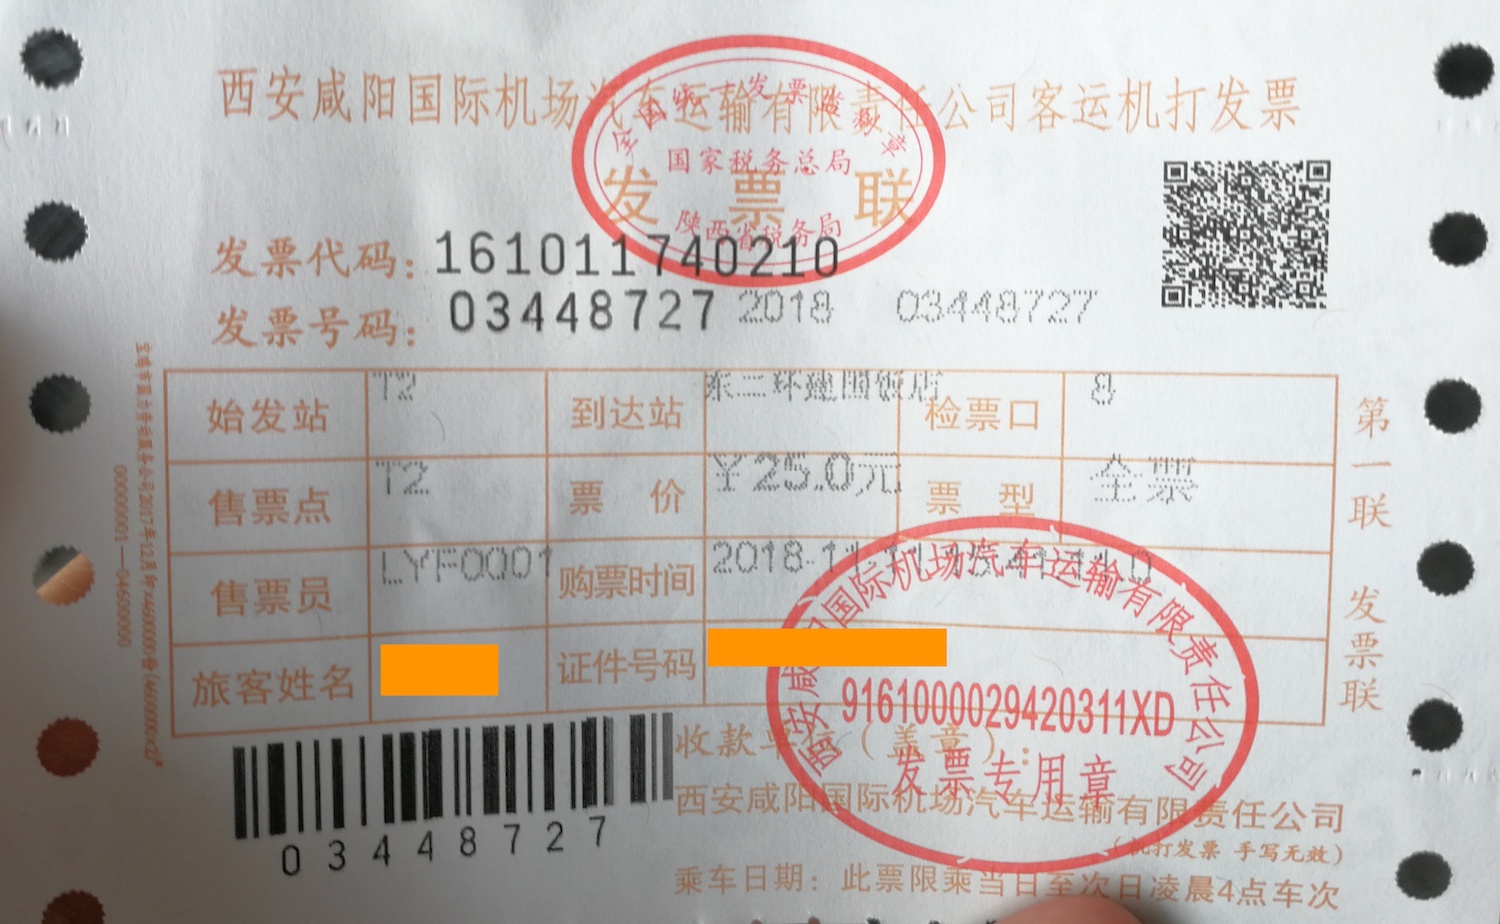 西安咸阳国际机场汽车运输有限责任公司客运机打发票
全国统一发票监制章
国家税务总局
陕西省税务局
发票联
发票代码：161011740210
发票号码：03448727 2018 03448727
始发站 T2 到达站 东三环建国饭店 检票口 8
售票点 T2 票价 ￥25.0元 票型 全票
售票员 LYF0001 购票时间 2018-11-11
旅客姓名 证件号码
第一联 发票联
00000001—04600000
03448727
收款单位（盖章）：
西安咸阳国际机场汽车运输有限责任公司
（机打发票 手写无效）
乘车日期：此票限乘当日至次日凌晨4点车次
西安咸阳国际机场汽车运输有限责任公司
9161000029420311XD
发票专用章